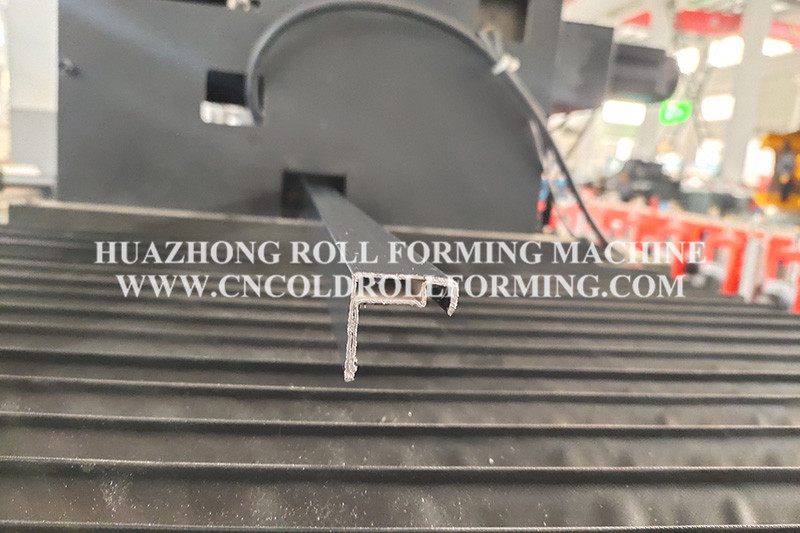 HUAZHONG ROLL FORMING MACHINE
WWW.CNCOLDROLLFORMING.COM